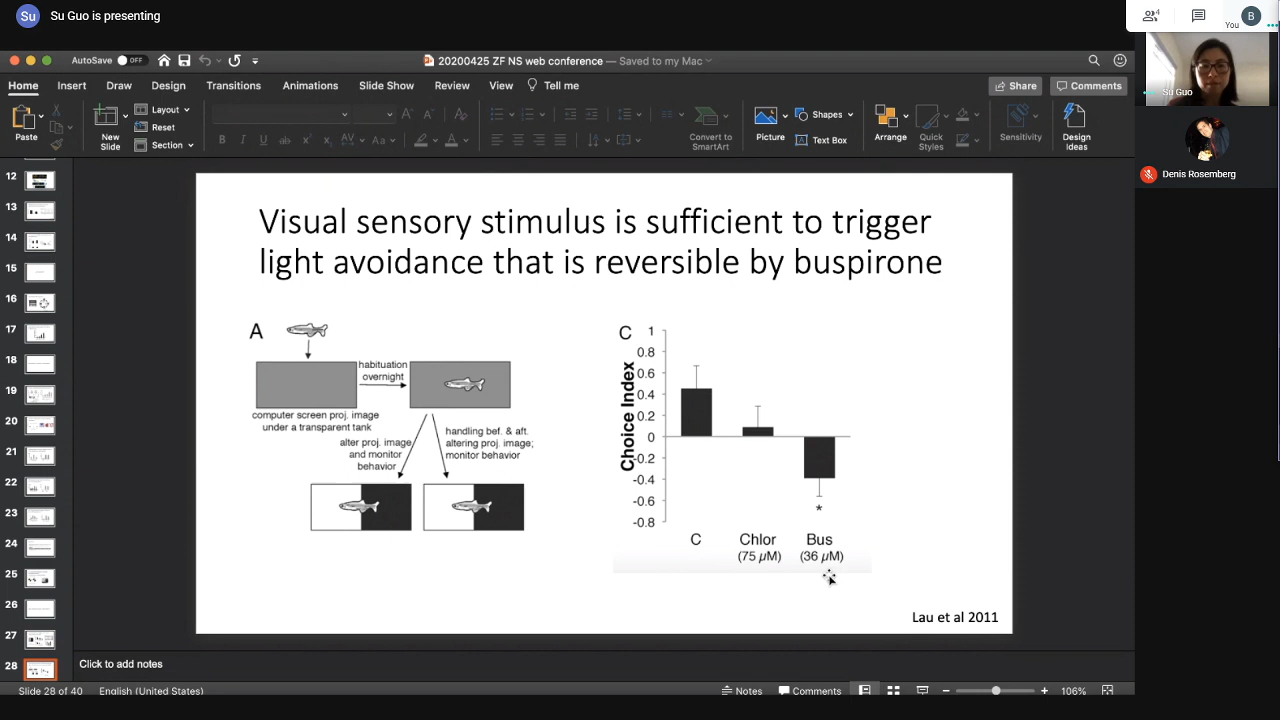 Su
Su Guo is presenting
4
B
You
AutoSave OFF
20200425 ZF NS web conference — Saved to my Mac
Home Insert Draw Design Transitions Animations Slide Show Review View Tell me
Share Comments
Paste
New Slide
Layout
Reset
Section
Convert to SmartArt
Picture
Shapes
Text Box
Arrange
Quick Styles
Sensitivity
Design Ideas
Su Guo
Denis Rosemberg
12
13
14
15
16
17
18
19
20
21
22
23
24
25
26
27
28
Visual sensory stimulus is sufficient to trigger
light avoidance that is reversible by buspirone
A
habituation
overnight
computer screen proj. image
under a transparent tank
alter proj. image
and monitor
behavior
handling bef. & aft.
altering proj. image;
monitor behavior
C
Choice Index
1
0.8
0.6
0.4
0.2
0
-0.2
-0.4
-0.6
-0.8
*
C Chlor Bus
(75 µM) (36 µM)
Lau et al 2011
Click to add notes
Slide 28 of 40 English (United States) Notes Comments 106%